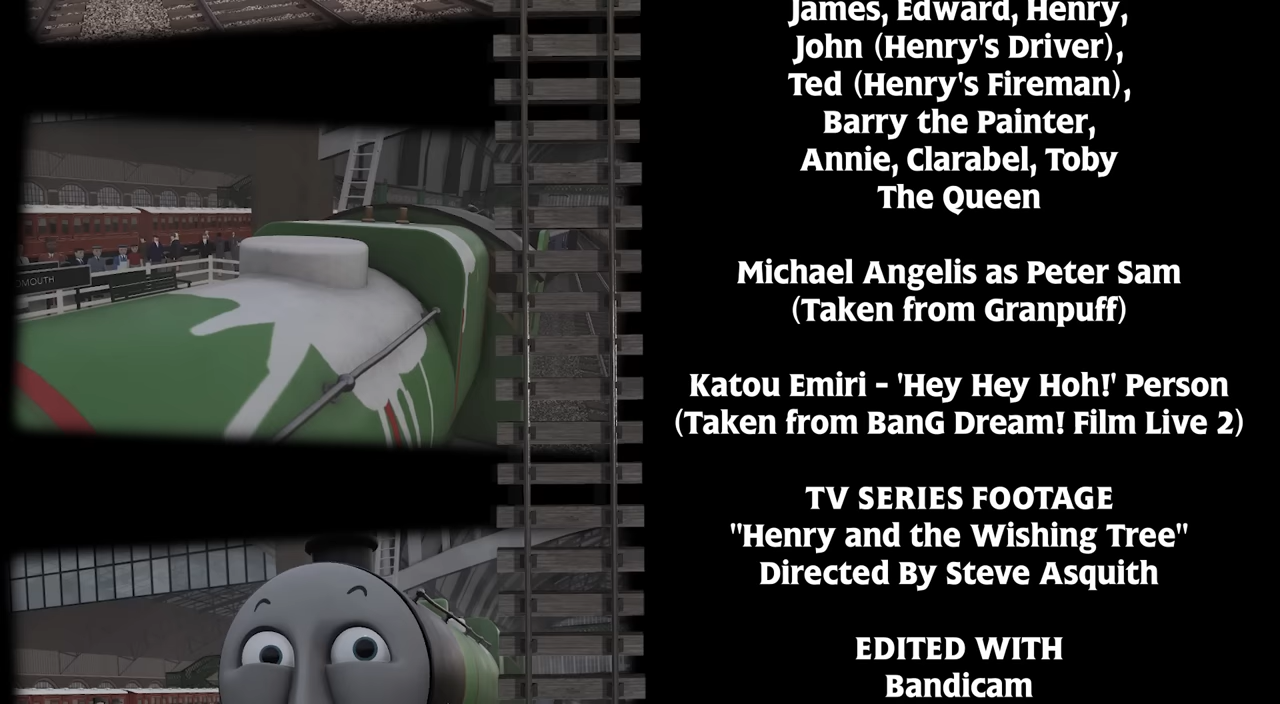 James, Edward, Henry,
John (Henry's Driver),
Ted (Henry's Fireman),
Barry the Painter,
Annie, Clarabel, Toby
The Queen
Michael Angelis as Peter Sam
(Taken from Granpuff)
Katou Emiri - 'Hey Hey Hoh!' Person
(Taken from BanG Dream! Film Live 2)
TV SERIES FOOTAGE
"Henry and the Wishing Tree"
Directed By Steve Asquith
EDITED WITH
Bandicam
OMOUTH